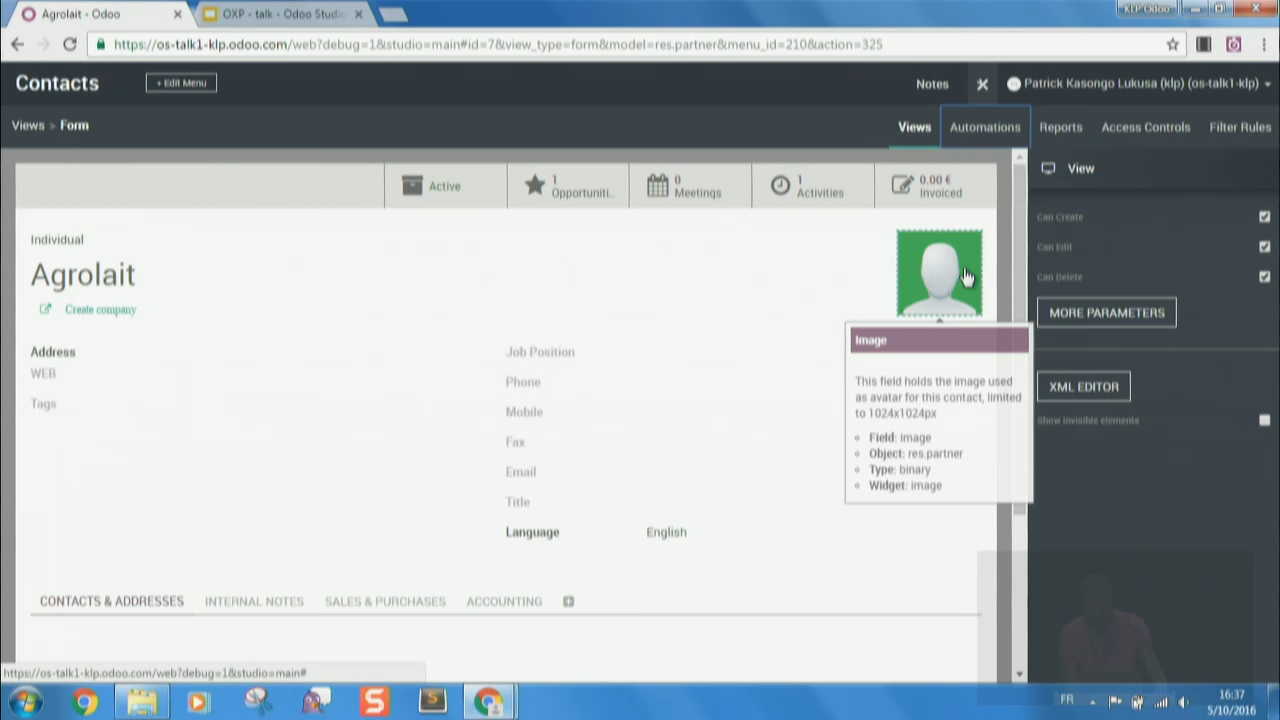 Agrolait - Odoo
OXP - talk - Odoo Studio
KLP Odoo
https://os-talk1-klp.odoo.com/web?debug=1&studio=main#id=7&view_type=form&model=res.partner&menu_id=210&action=325
Contacts
+ Edit Menu
Notes
Patrick Kasongo Lukusa (klp) (os-talk1-klp)
Views > Form
Views
Automations
Reports
Access Controls
Filter Rules
Active
1
Opportuniti..
0
Meetings
1
Activities
0.00 €
Invoiced
View
Can Create
Can Edit
Can Delete
MORE PARAMETERS
XML EDITOR
Show invisible elements
Individual
Agrolait
Create company
Address
WEB
Tags
Job Position
Phone
Mobile
Fax
Email
Title
Language English
Image
This field holds the image used
as avatar for this contact, limited
to 1024x1024px
Field: image
Object: res.partner
Type: binary
Widget: image
CONTACTS & ADDRESSES
INTERNAL NOTES
SALES & PURCHASES
ACCOUNTING
https://os-talk1-klp.odoo.com/web?debug=1&studio=main#
S
S
FR
16:37
5/10/2016